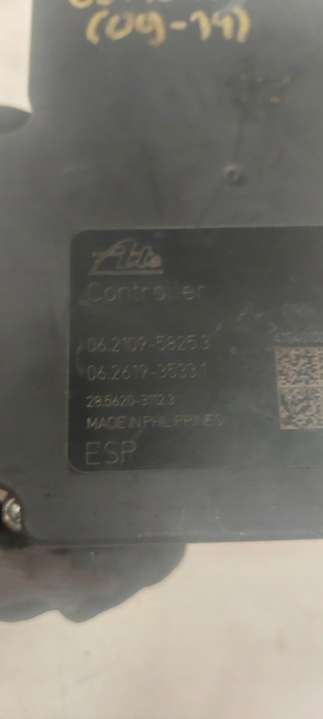 (09-14)
Ate
Controller
06.2109-5825.3
06.2619-3533.1
28.5620-3112.3
MADE IN PHILIPPINES
ESP